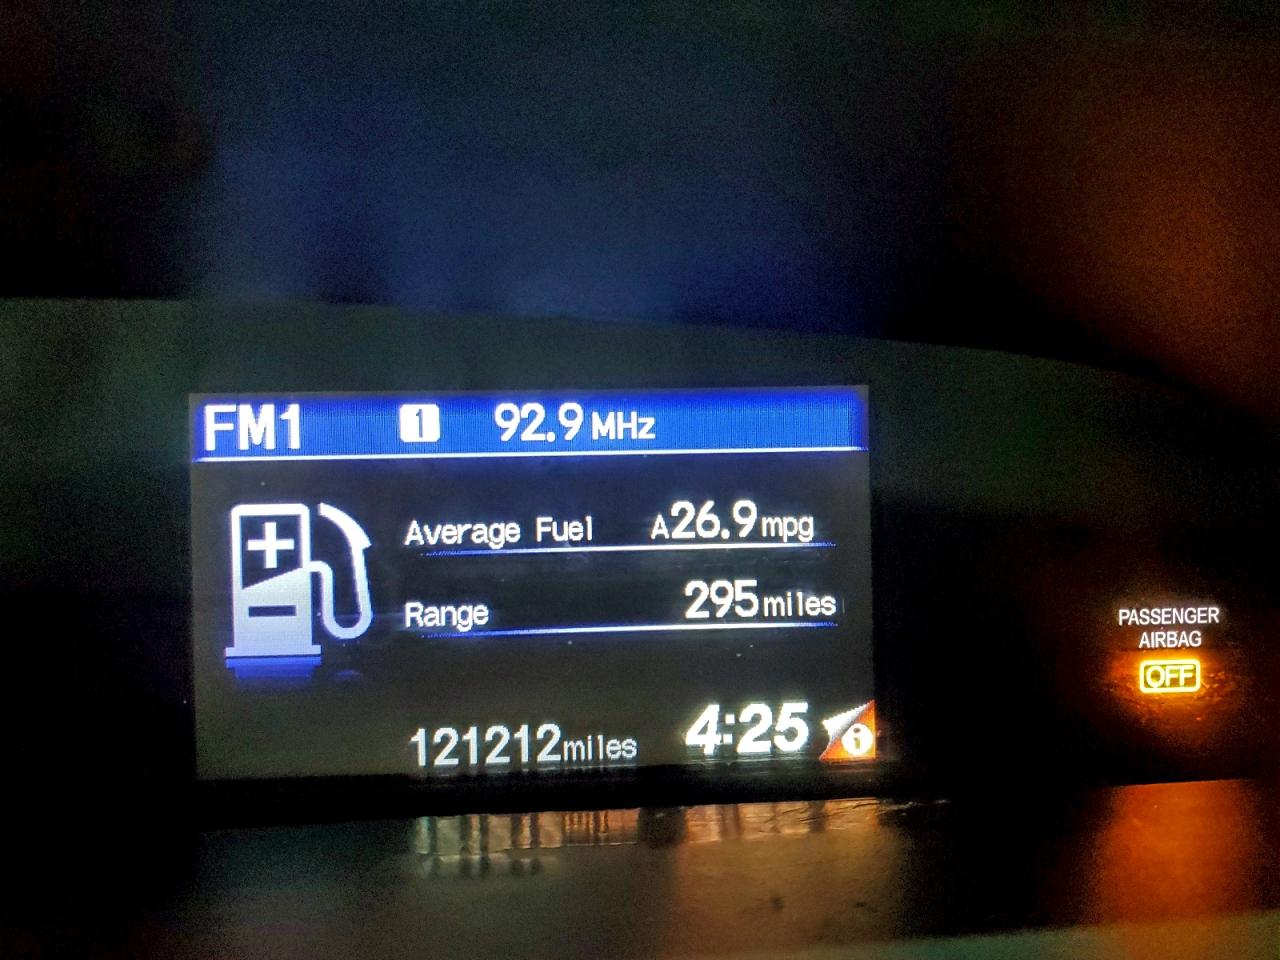 FM1 1 92.9 MHz
Average Fuel A26.9 mpg
Range 295 miles
121212 miles 4:25 i
PASSENGER
AIRBAG
OFF